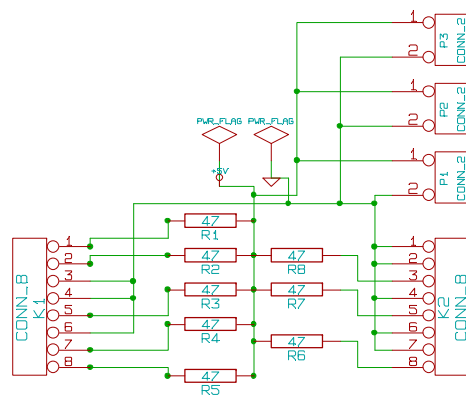 1
2
P3
CONN_2
1
2
P2
CONN_2
1
2
P1
CONN_2
PWR_FLAG
PWR_FLAG
+5V
47
R1
47
R2
47
R3
47
R4
47
R5
47
R8
47
R7
47
R6
CONN_8
K1
1
2
3
4
5
6
7
8
K2
CONN_8
1
2
3
4
5
6
7
8